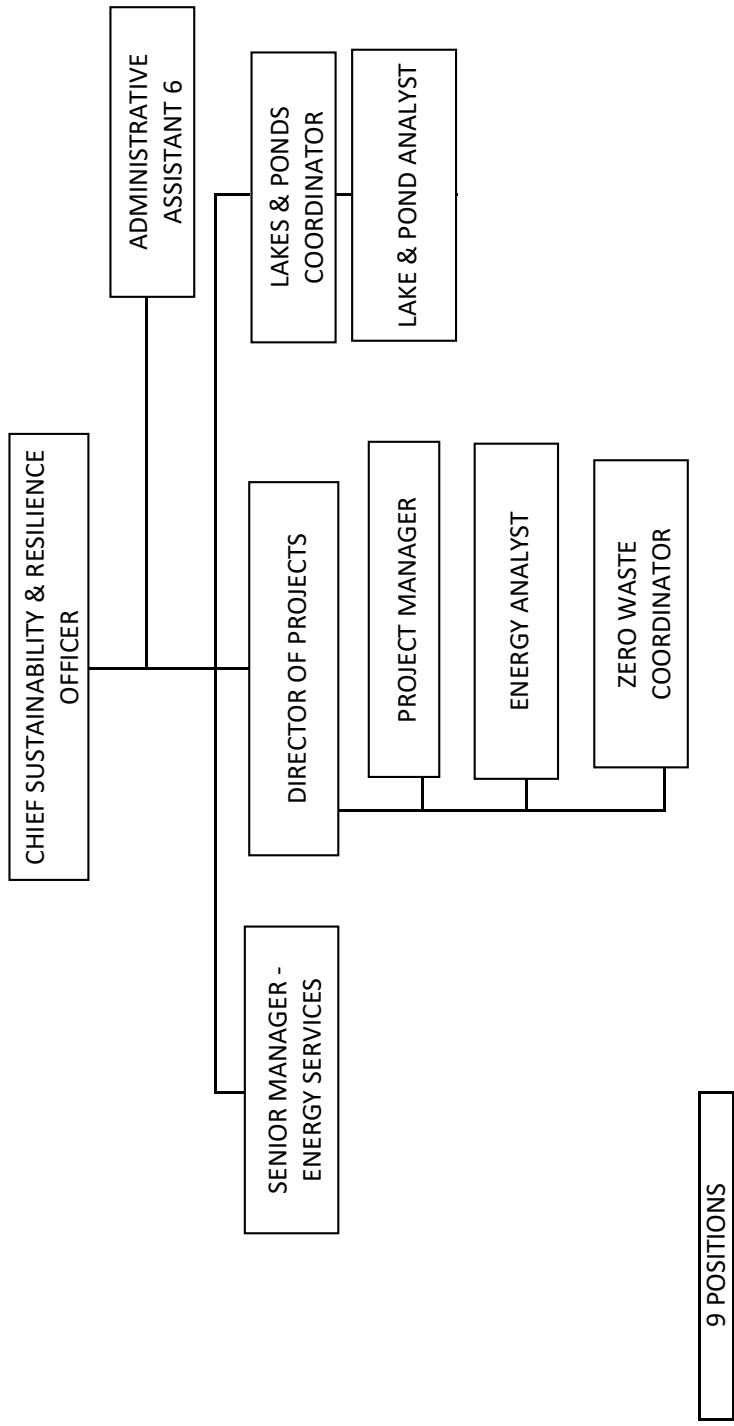 CHIEF SUSTAINABILITY & RESILIENCE
OFFICER
ADMINISTRATIVE
ASSISTANT 6
SENIOR MANAGER -
ENERGY SERVICES
DIRECTOR OF PROJECTS
PROJECT MANAGER
ENERGY ANALYST
ZERO WASTE
COORDINATOR
LAKES & PONDS
COORDINATOR
LAKE & POND ANALYST
9 POSITIONS